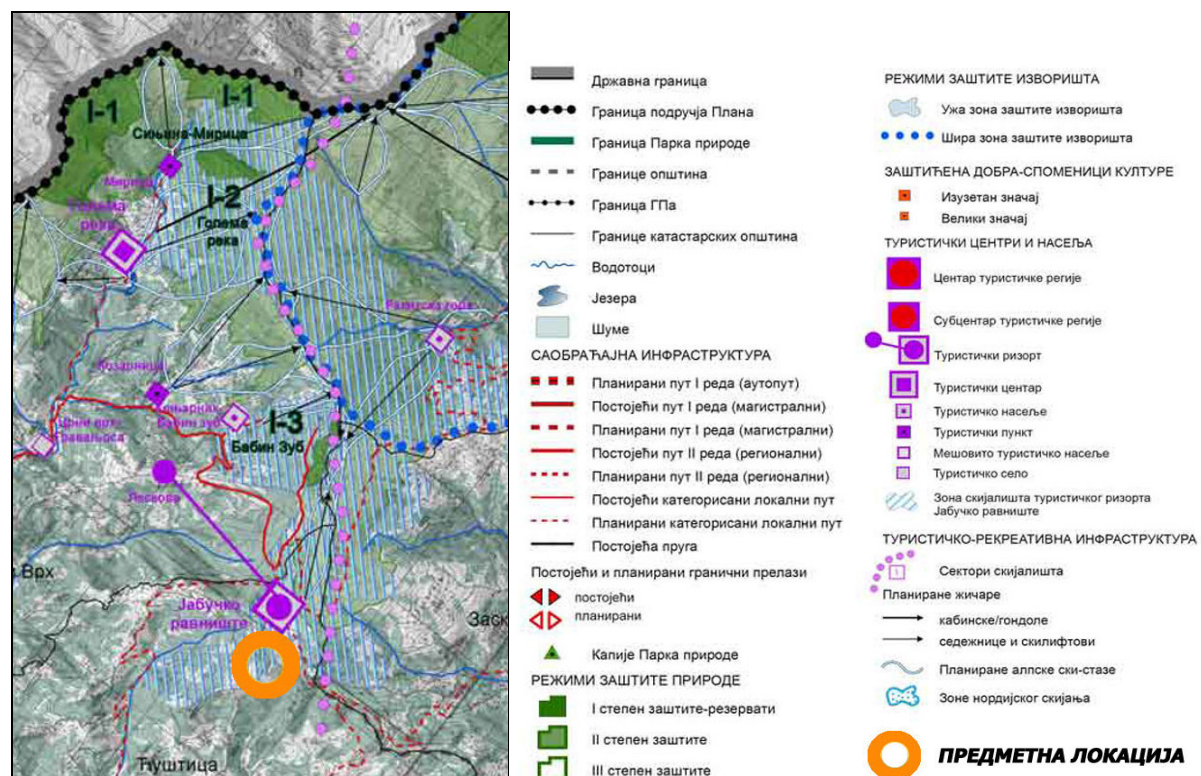 I-1
I-1
Сињина-Мирица
Мирица
Голема
река
I-2
Голема
река
Козарница
Коњарник
Бабин зуб
Црни врх-
I-3
Бабин Зуб
Лескова
Врх
Јабучко
равниште
Заск
Ћуштица
Државна граница
Граница подручја Плана
Граница Парка природе
Границе општина
Граница ГПа
Границе катастарских општина
Водотоци
Језера
Шуме
САОБРАЋАЈНА ИНФРАСТРУКТУРА
Планирани пут I реда (аутопут)
Постојећи пут I реда (магистрални)
Планирани пут I реда (магистрални)
Постојећи пут II реда (регионални)
Планирани пут II реда (регионални)
Постојећи категорисани локални пут
Планирани категорисани локални пут
Постојећа пруга
Постојећи и планирани гранични прелази
постојећи
планирани
Капије Парка природе
РЕЖИМИ ЗАШТИТЕ ПРИРОДЕ
I степен заштите-резервати
II степен заштите
III степен заштите
РЕЖИМИ ЗАШТИТЕ ИЗВОРИШТА
Ужа зона заштите изворишта
Шира зона заштите изворишта
ЗАШТИЋЕНА ДОБРА-СПОМЕНИЦИ КУЛТУРЕ
Изузетан значај
Велики значај
ТУРИСТИЧКИ ЦЕНТРИ И НАСЕЉА
Центар туристичке регије
Субцентар туристичке регије
Туристички ризорт
Туристички центар
Туристичко насеље
Туристички пункт
Мешовито туристичко насеље
Туристичко село
Зона скијалишта туристичког ризорта
Јабучко равниште
ТУРИСТИЧКО-РЕКРЕАТИВНА ИНФРАСТРУКТУРА
Сектори скијалишта
Планиране жичаре
кабинске/гондоле
седежнице и скилифтови
Планиране алпске ски-стазе
Зоне нордијског скијања
ПРЕДМЕТНА ЛОКАЦИЈА